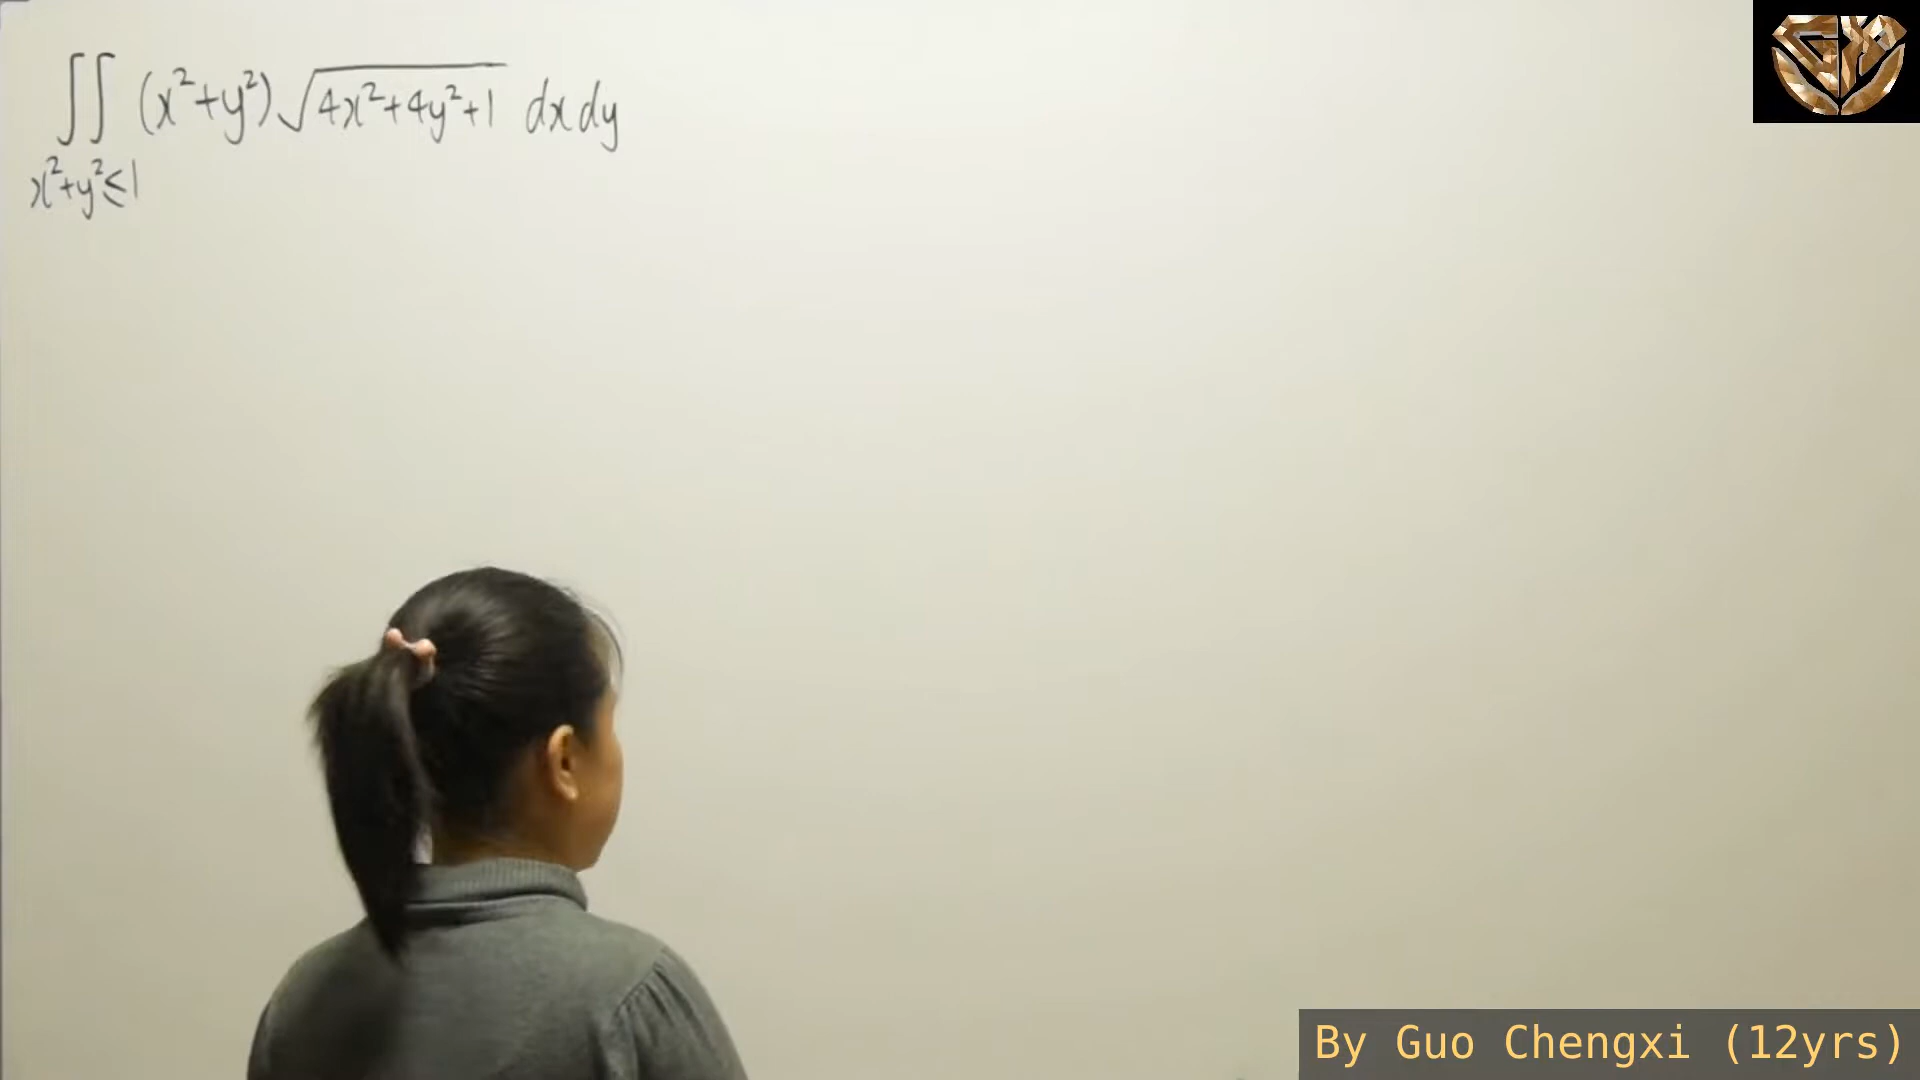 ∬ (x²+y²)√(4x²+4y²+1) dx dy
x²+y²≤1
By Guo Chengxi (12yrs)